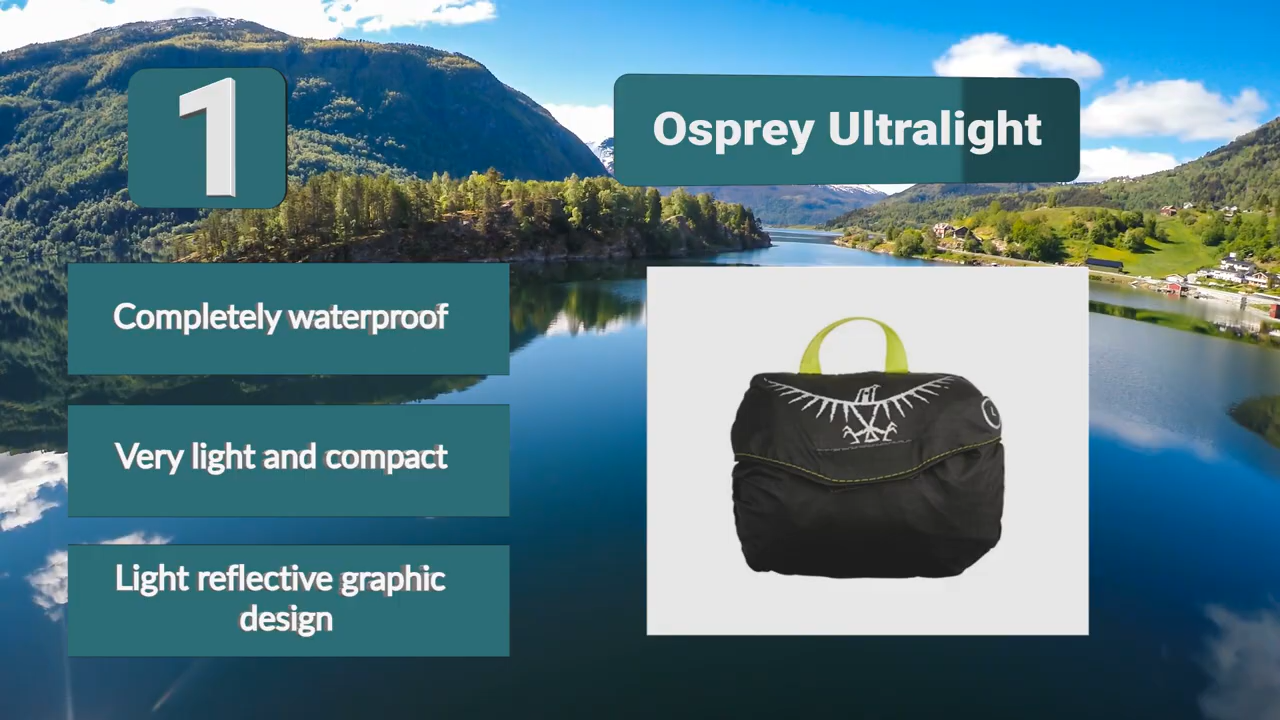 1
Osprey Ultralight
Completely waterproof
Very light and compact
Light reflective graphic
design